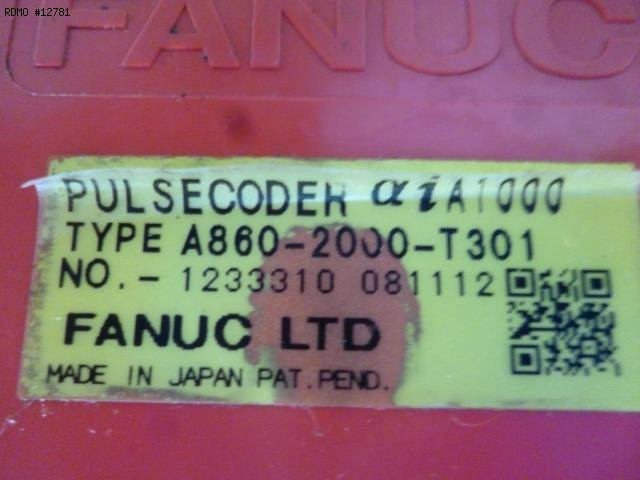 RDMO #12781
FANUC
PULSECODER αiA1000
TYPE A860-2000-T301
NO.- 1233310 081112
FANUC LTD
MADE IN JAPAN PAT.PEND.